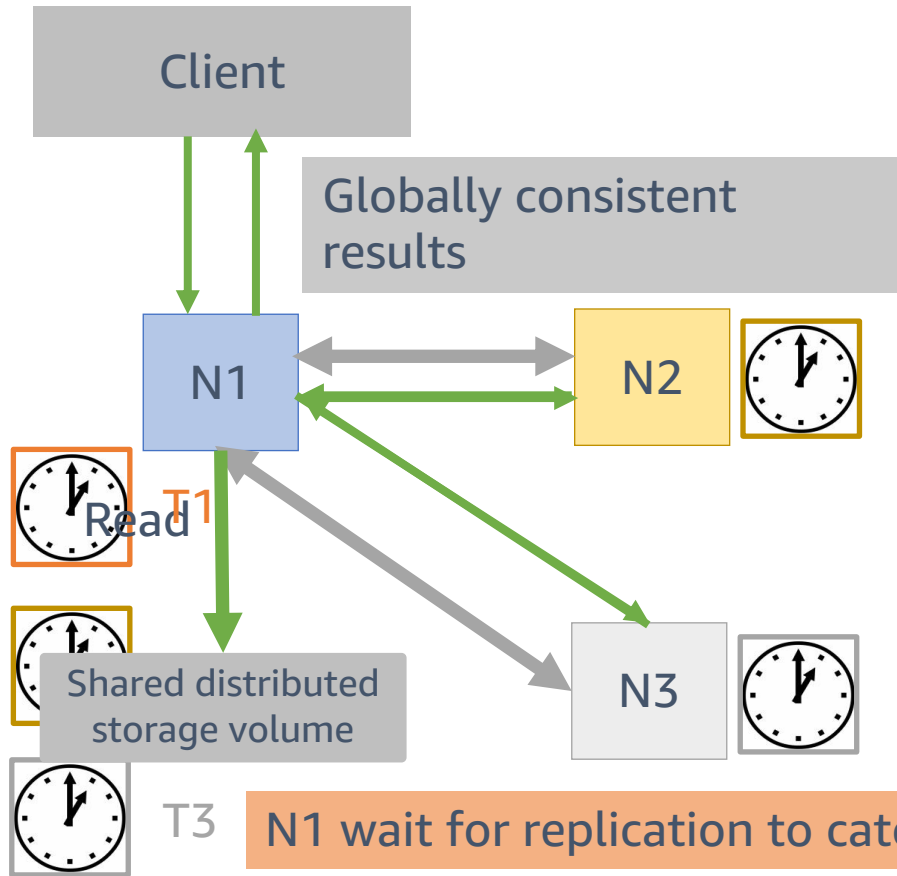 Client
Globally consistent
results
N1
N2
T1
Read
Shared distributed
storage volume
N3
T3
N1 wait for replication to